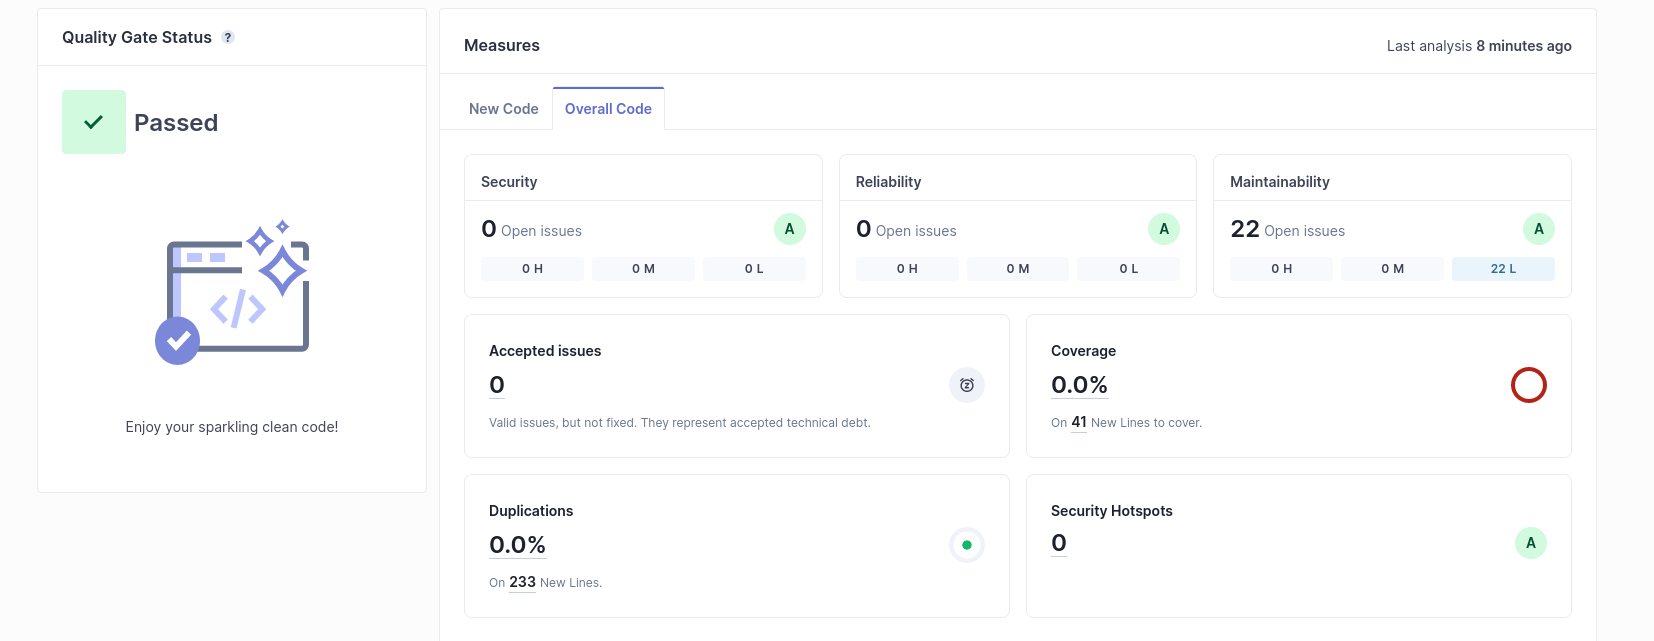 Quality Gate Status ?
Passed
Enjoy your sparkling clean code!
Measures
Last analysis 8 minutes ago
New Code
Overall Code
Security
0 Open issues
A
0 H
0 M
0 L
Reliability
0 Open issues
A
0 H
0 M
0 L
Maintainability
22 Open issues
A
0 H
0 M
22 L
Accepted issues
0
Valid issues, but not fixed. They represent accepted technical debt.
Coverage
0.0%
On 41 New Lines to cover.
Duplications
0.0%
On 233 New Lines.
Security Hotspots
0
A